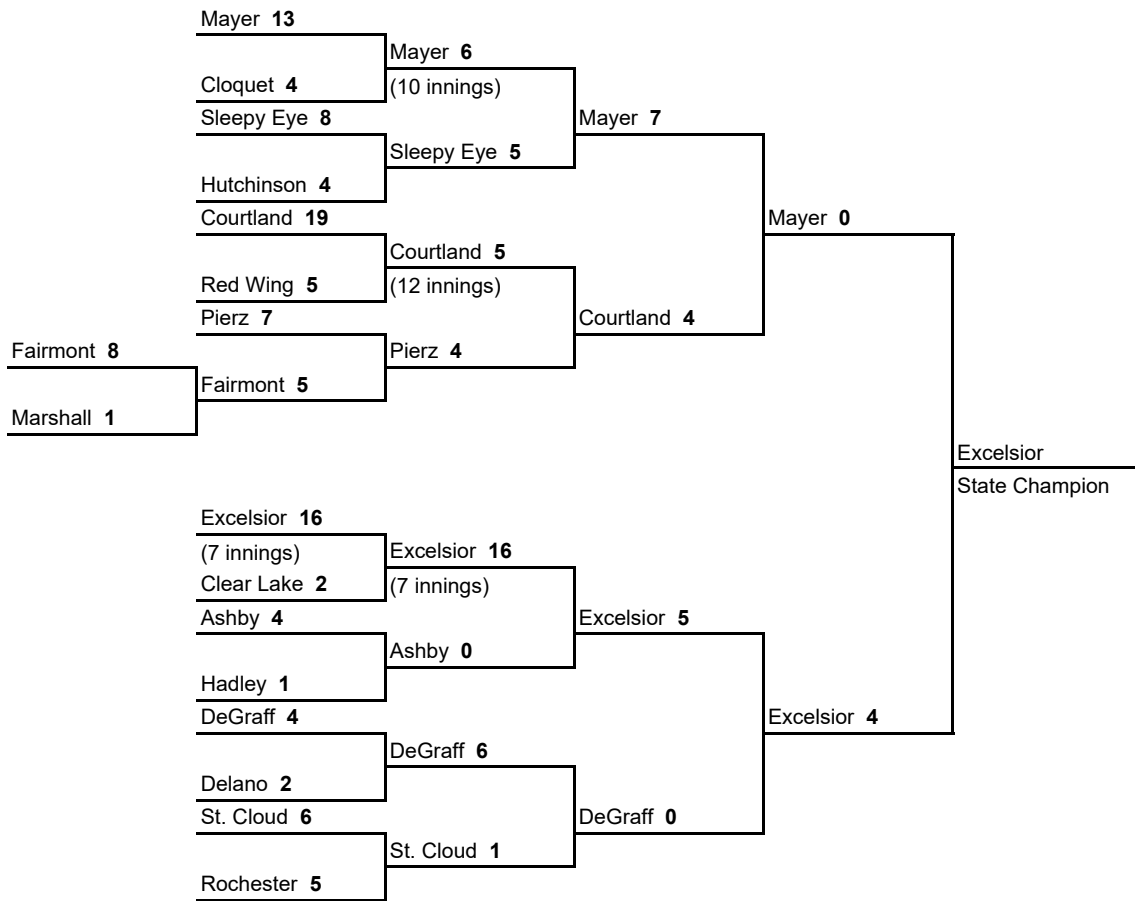 Mayer 13
Mayer 6
Cloquet 4
(10 innings)
Sleepy Eye 8
Mayer 7
Sleepy Eye 5
Hutchinson 4
Courtland 19
Mayer 0
Courtland 5
Red Wing 5
(12 innings)
Pierz 7
Courtland 4
Fairmont 8
Pierz 4
Fairmont 5
Marshall 1
Excelsior
State Champion
Excelsior 16
(7 innings)
Excelsior 16
Clear Lake 2
(7 innings)
Ashby 4
Excelsior 5
Ashby 0
Hadley 1
DeGraff 4
Excelsior 4
DeGraff 6
Delano 2
St. Cloud 6
DeGraff 0
St. Cloud 1
Rochester 5